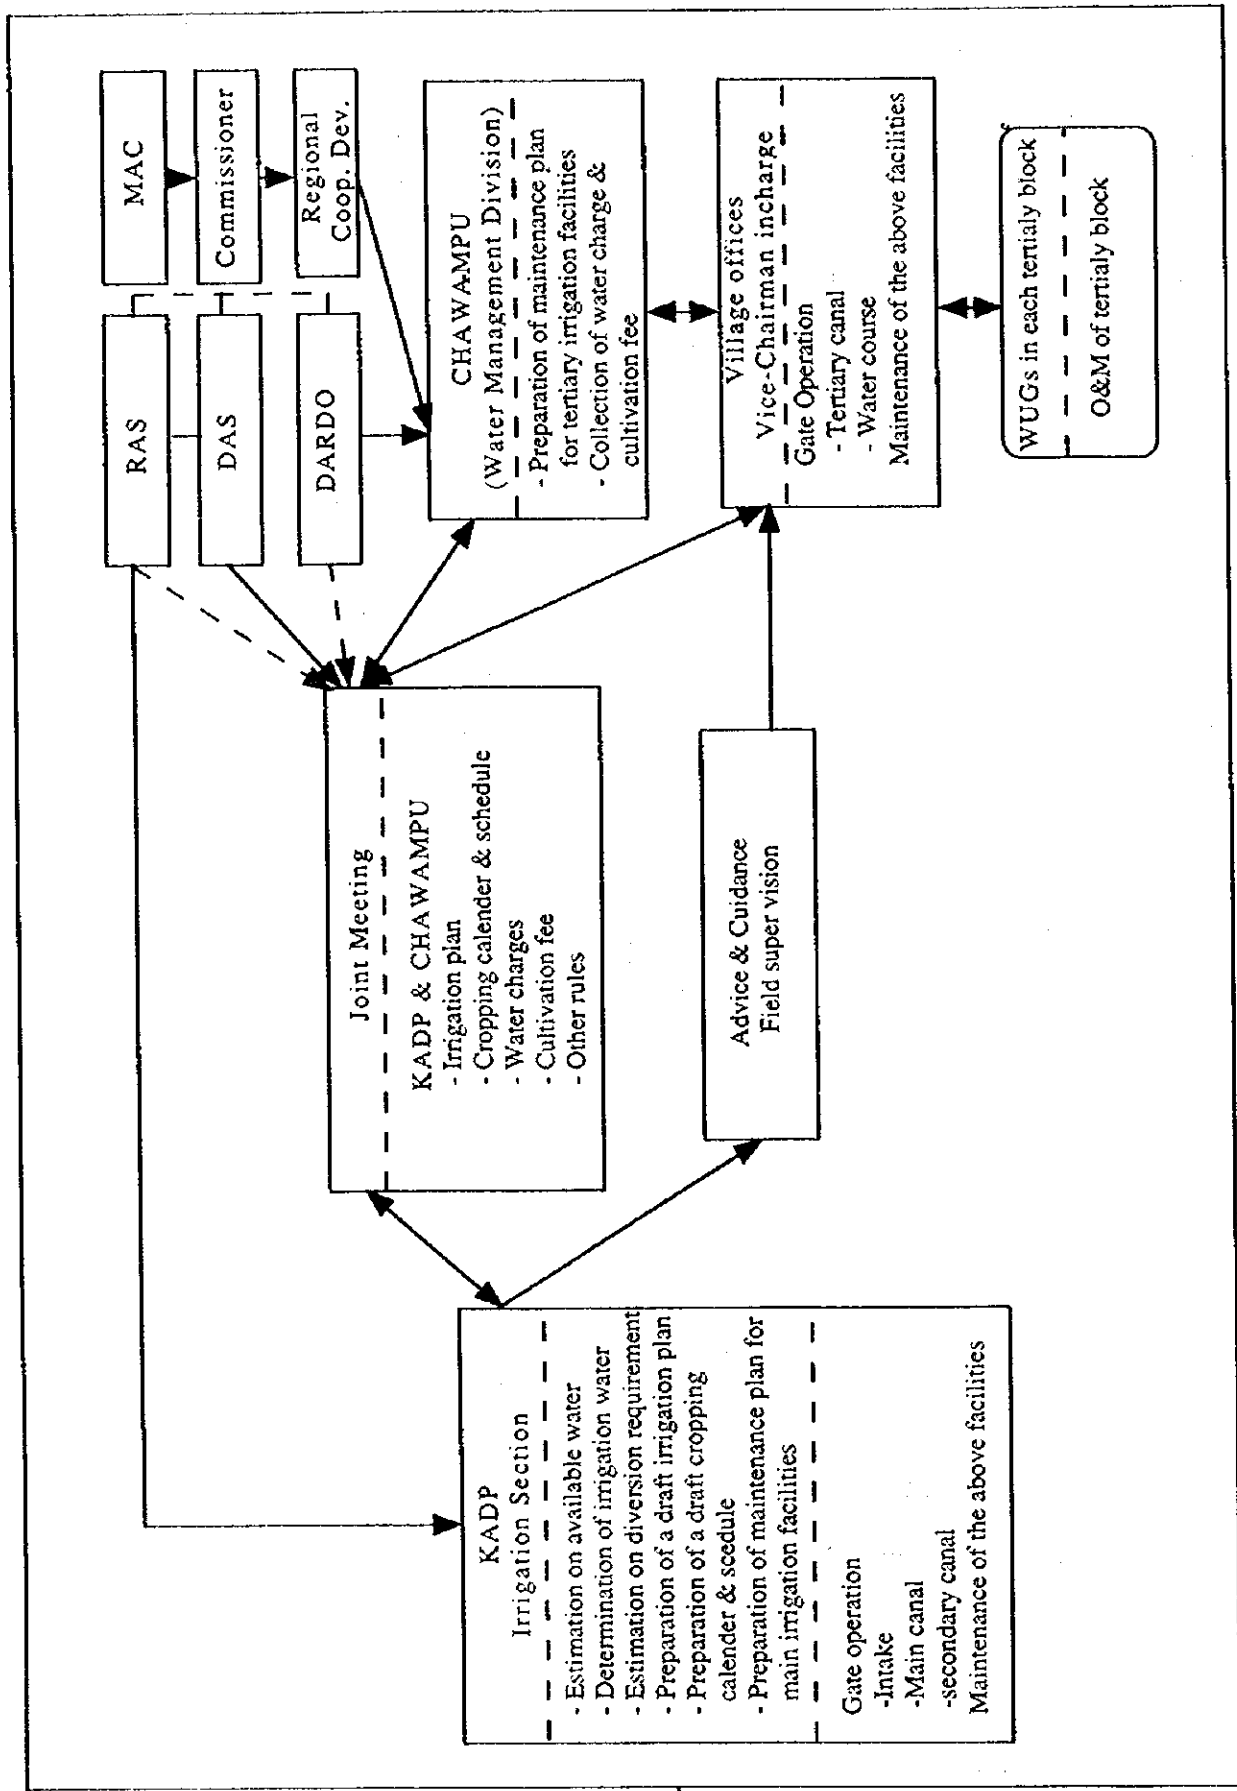 MAC
Commissioner
Regional
Coop. Dev.
RAS
DAS
DARDO
CHAWAMPU
(Water Management Division)
- Preparation of maintenance plan
for tertiary irrigation facilities
- Collection of water charge &
cultivation fee
Village offices
Vice-Chairman incharge
Gate Operation
- Tertiary canal
- Water course
Maintenance of the above facilities
WUGs in each tertialy block
O&M of tertialy block
Joint Meeting
KADP & CHAWAMPU
- Irrigation plan
- Cropping calender & schedule
- Water charges
- Cultivation fee
- Other rules
Advice & Cuidance
Field super vision
KADP
Irrigation Section
- Estimation on available water
- Determination of irrigation water
- Estimation on diversion requirement
- Preparation of a draft irrigation plan
- Preparation of a draft cropping
calender & scedule
- Preparation of maintenance plan for
main irrigation facilities
Gate operation
-Intake
-Main canal
-secondary canal
Maintenance of the above facilities